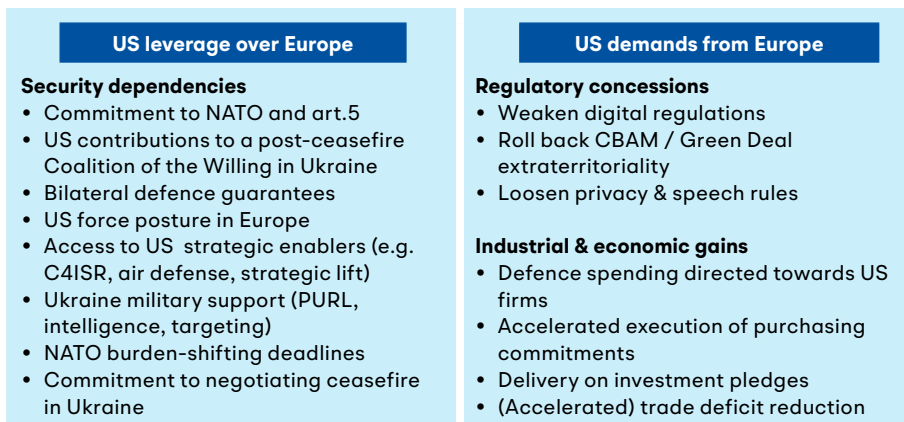 US leverage over Europe
Security dependencies
• Commitment to NATO and art.5
• US contributions to a post-ceasefire
Coalition of the Willing in Ukraine
• Bilateral defence guarantees
• US force posture in Europe
• Access to US strategic enablers (e.g.
C4ISR, air defense, strategic lift)
• Ukraine military support (PURL,
intelligence, targeting)
• NATO burden-shifting deadlines
• Commitment to negotiating ceasefire
in Ukraine
US demands from Europe
Regulatory concessions
• Weaken digital regulations
• Roll back CBAM / Green Deal
extraterritoriality
• Loosen privacy & speech rules
Industrial & economic gains
• Defence spending directed towards US
firms
• Accelerated execution of purchasing
commitments
• Delivery on investment pledges
• (Accelerated) trade deficit reduction